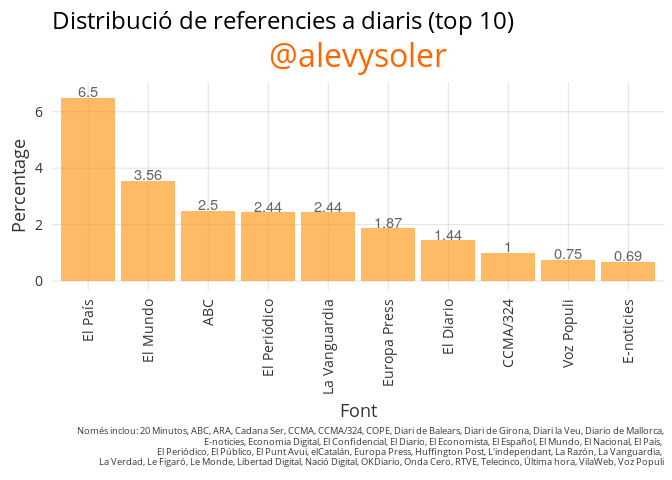 Distribució de referencies a diaris (top 10)
@alevysoler
Percentage
6
4
2
0
6.5
3.56
2.5
2.44
2.44
1.87
1.44
1
0.75
0.69
El País
El Mundo
ABC
El Periódico
La Vanguardia
Europa Press
El Diario
CCMA/324
Voz Populi
E-noticies
Font
Només inclou: 20 Minutos, ABC, ARA, Cadana Ser, CCMA, CCMA/324, COPE, Diari de Balears, Diari de Girona, Diari la Veu, Diario de Mallorca,
E-noticies, Economia Digital, El Confidencial, El Diario, El Economista, El Español, El Mundo, El Nacional, El País,
El Periódico, El Público, El Punt Avui, elCatalán, Europa Press, Huffington Post, L'independant, La Razón, La Vanguardia,
La Verdad, Le Figaró, Le Monde, Libertad Digital, Nació Digital, OKDiario, Onda Cero, RTVE, Telecinco, Última hora, VilaWeb, Voz Populi